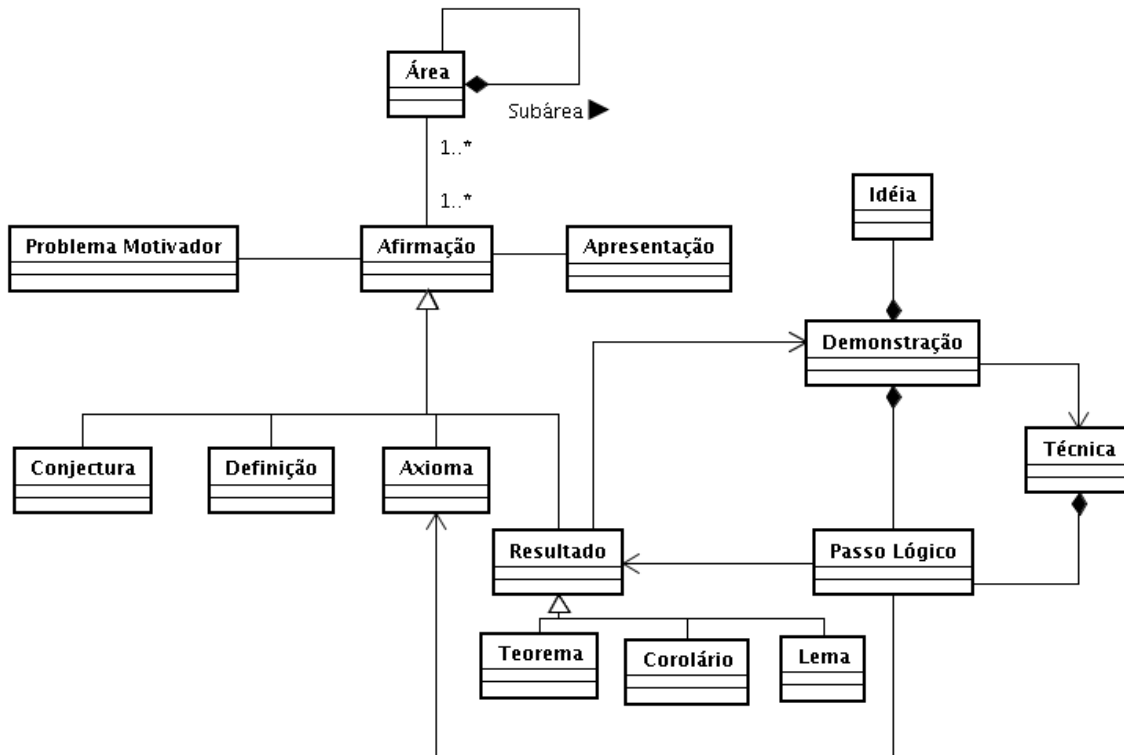 Área
Subárea
1..*
1..*
Idéia
Problema Motivador
Afirmação
Apresentação
Demonstração
Técnica
Conjectura
Definição
Axioma
Resultado
Passo Lógico
Teorema
Corolário
Lema